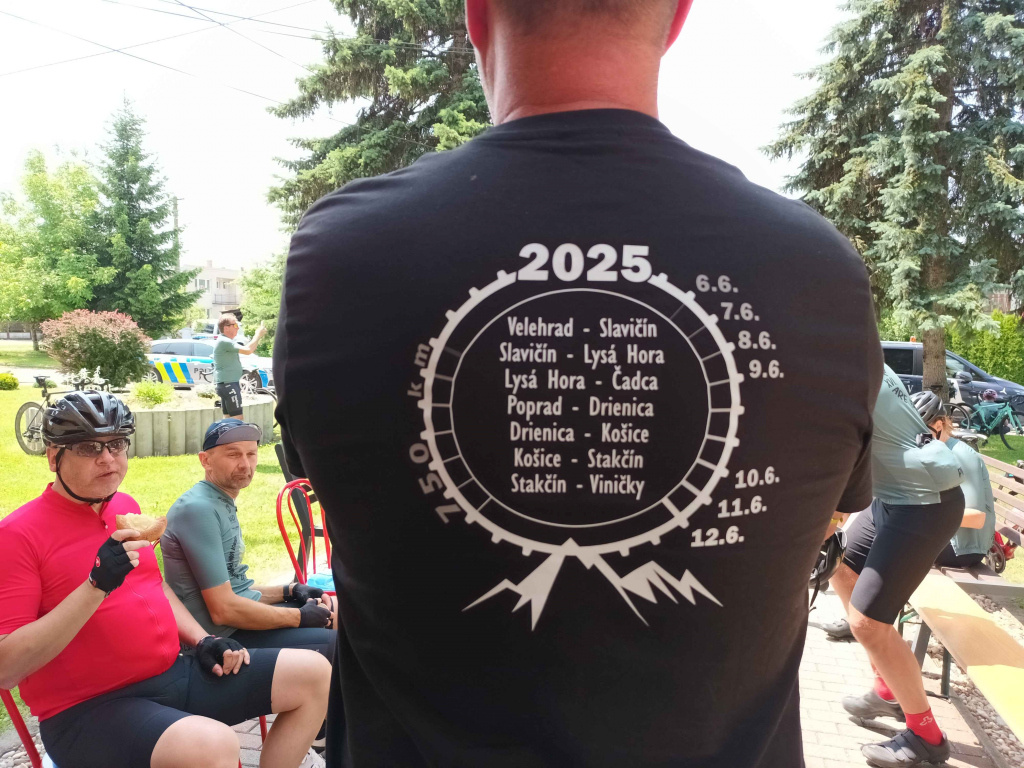 2025
6.6.
7.6.
8.6.
9.6.
10.6.
11.6.
12.6.
750 km
Velehrad - Slavičín
Slavičín - Lysá Hora
Lysá Hora - Čadca
Poprad - Drienica
Drienica - Košice
Košice - Stakčín
Stakčín - Viničky